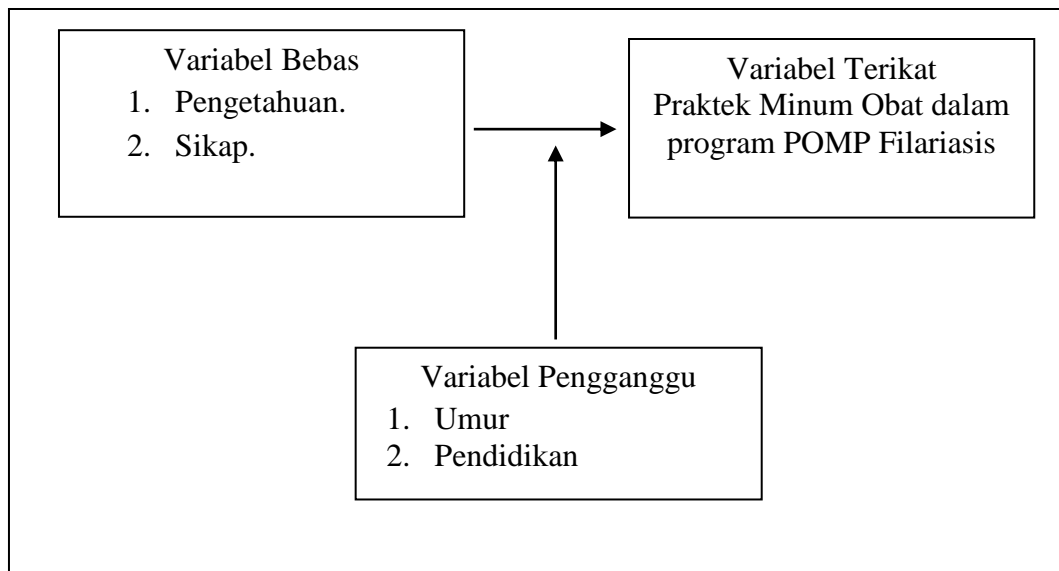 Variabel Bebas
1. Pengetahuan.
2. Sikap.
Variabel Terikat
Praktek Minum Obat dalam
program POMP Filariasis
Variabel Pengganggu
1. Umur
2. Pendidikan